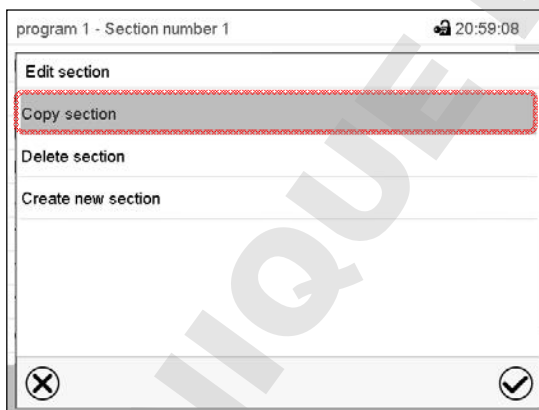 program 1 - Section number 1 20:59:08
Edit section
Copy section
Delete section
Create new section